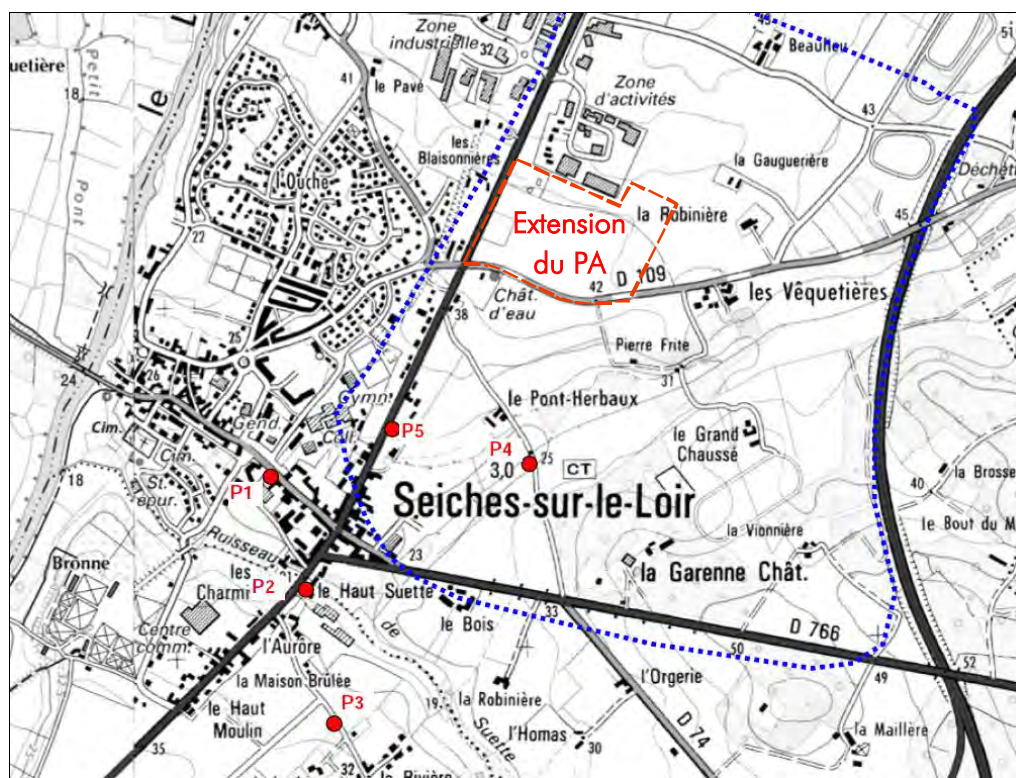 Zone
industrielle
32
Beaulieu
51
quetière
Petit
18
Pont
le
41
le Pavé
Zone
d'activités
43
les
Blaisonnières
la Gauguerière
Déchèt
l'Ouche
la Robinière
Extension
du PA
45
22
D 109
42
Chât.
d'eau
les Vêquetières
38
25
Pierre Frite
31
24
26
Gymn.
le Pont-Herbaux
Cim.
Gend.
Coll.
P5
le Grand
Chaussé
Cim.
P4
25
3,0
CT
la Brosse
18
St.
epur.
P1
40
Seiches-sur-le-Loir
la Vionnière
le Bout du M
Ruisseau
23
Bronne
la Garenne Chât.
les
Charmi
P2
le Haut Suette
33
de
le Bois
D 766
Centre
comm.
l'Aurore
50
52
la Maison Brûlée
l'Orgerie
49
le Haut
Moulin
P3
19
la Robinière
Suette
D 74
l'Homas
30
la Maillère
35
32
la Rivière